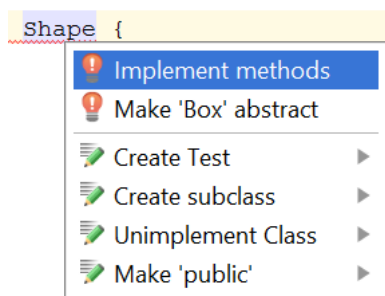 Shape {
Implement methods
Make 'Box' abstract
Create Test
Create subclass
Unimplement Class
Make 'public'